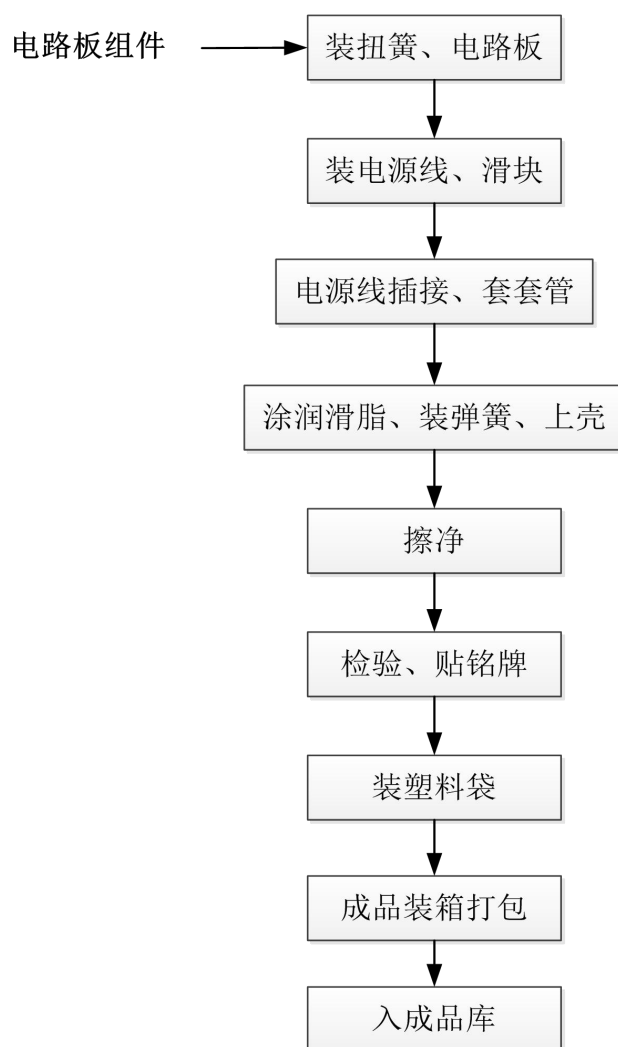 电路板组件
装扭簧、电路板
装电源线、滑块
电源线插接、套套管
涂润滑脂、装弹簧、上壳
擦净
检验、贴铭牌
装塑料袋
成品装箱打包
入成品库